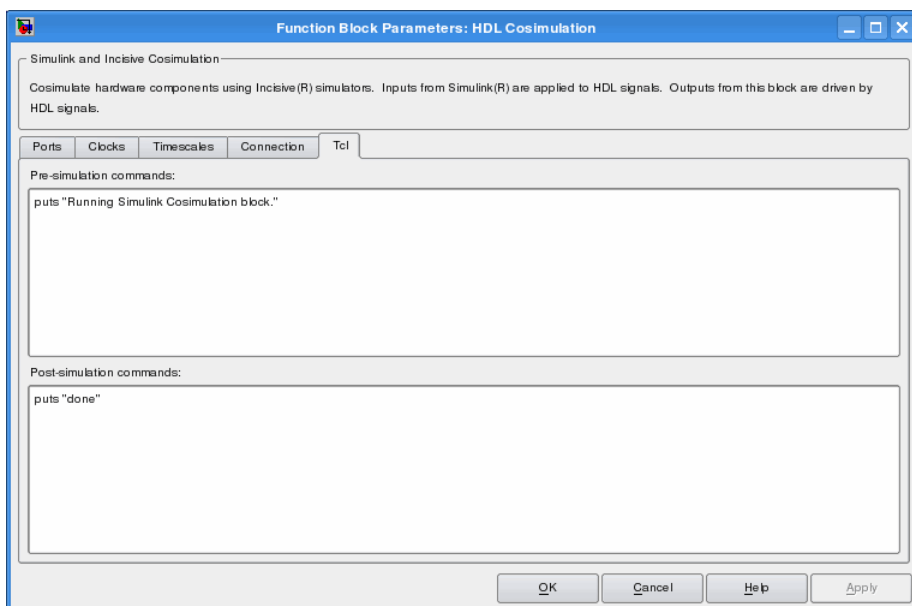 Function Block Parameters: HDL Cosimulation
Simulink and Incisive Cosimulation
Cosimulate hardware components using Incisive(R) simulators. Inputs from Simulink(R) are applied to HDL signals. Outputs from this block are driven by
HDL signals.
Ports Clocks Timescales Connection Tcl
Pre-simulation commands:
puts "Running Simulink Cosimulation block."
Post-simulation commands:
puts "done"
OK Cancel Help Apply